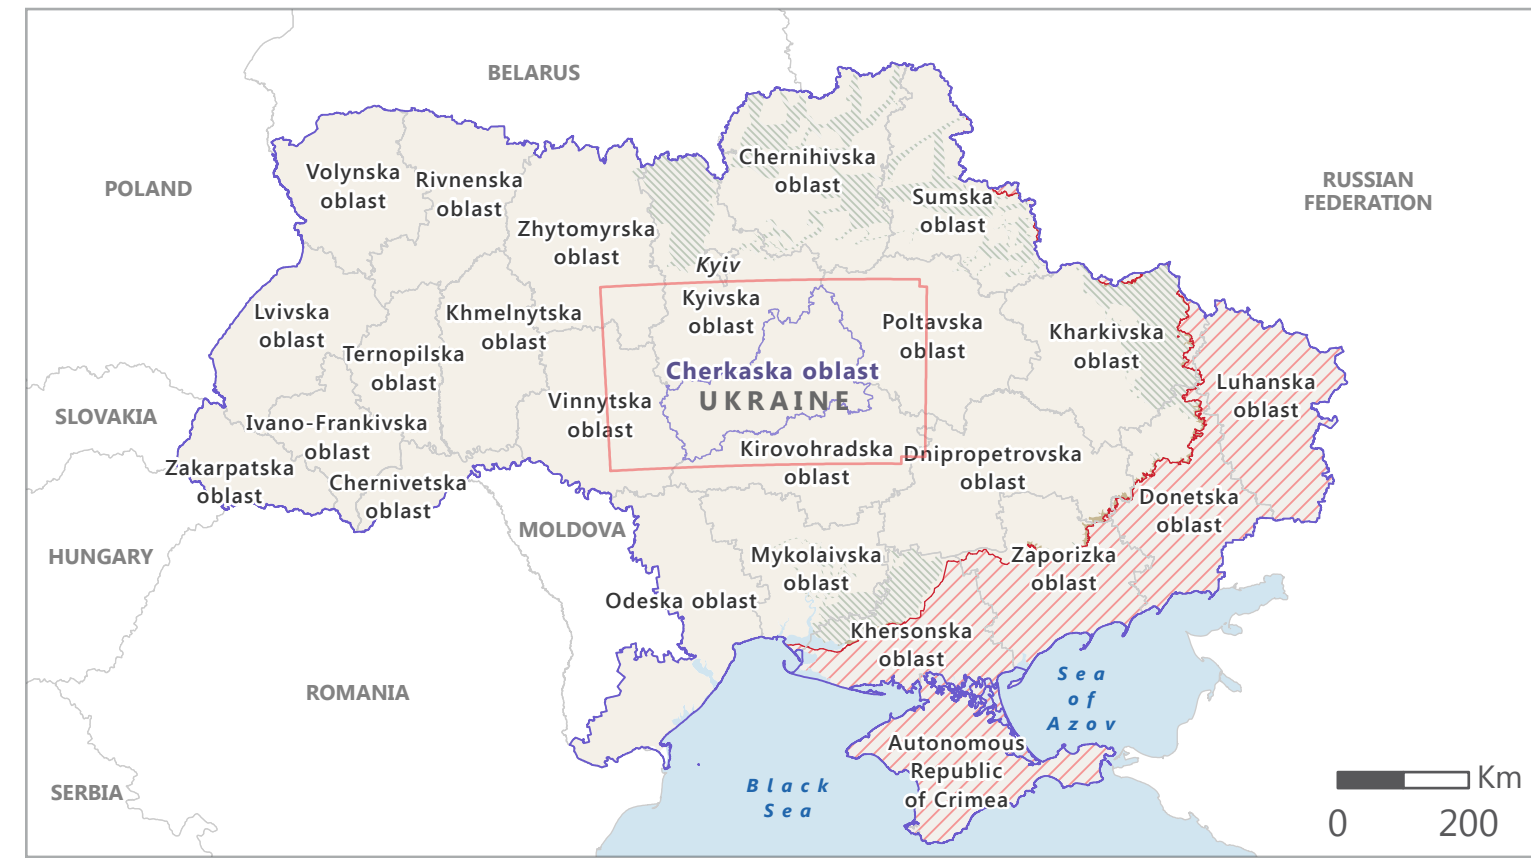 BELARUS
POLAND
RUSSIAN
FEDERATION
Chernihivska
oblast
Volynska
oblast
Rivnenska
oblast
Sumska
oblast
Zhytomyrska
oblast
Kyiv
Kyivska
oblast
Lvivska
oblast
Khmelnytska
oblast
Ternopilska
oblast
Poltavska
oblast
Kharkivska
oblast
Cherkaska oblast
UKRAINE
Luhanska
oblast
SLOVAKIA
Vinnytska
oblast
Ivano-Frankivska
oblast
Kirovohradska
oblast
Dnipropetrovska
oblast
Zakarpatska
oblast
Chernivetska
oblast
Donetska
oblast
MOLDOVA
HUNGARY
Mykolaivska
oblast
Zaporizka
oblast
Odeska oblast
Khersonska
oblast
ROMANIA
Sea
of
Azov
Autonomous
Republic
of Crimea
SERBIA
Black
Sea
Km
0 200